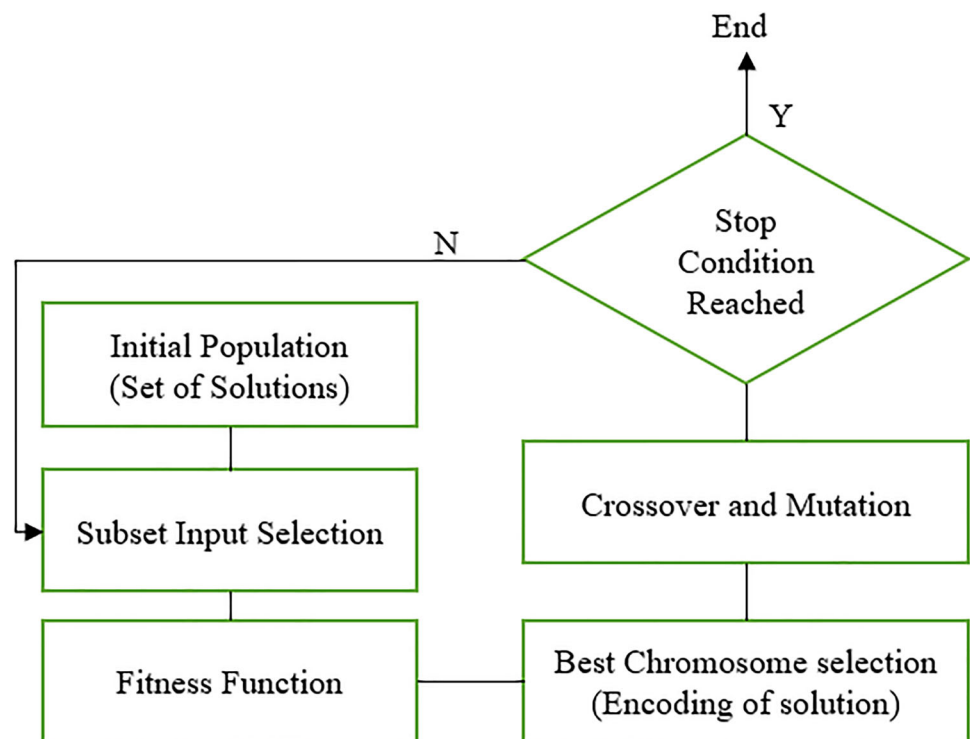 End
Y
Stop
Condition
Reached
N
Initial Population
(Set of Solutions)
Subset Input Selection
Crossover and Mutation
Fitness Function
Best Chromosome selection
(Encoding of solution)